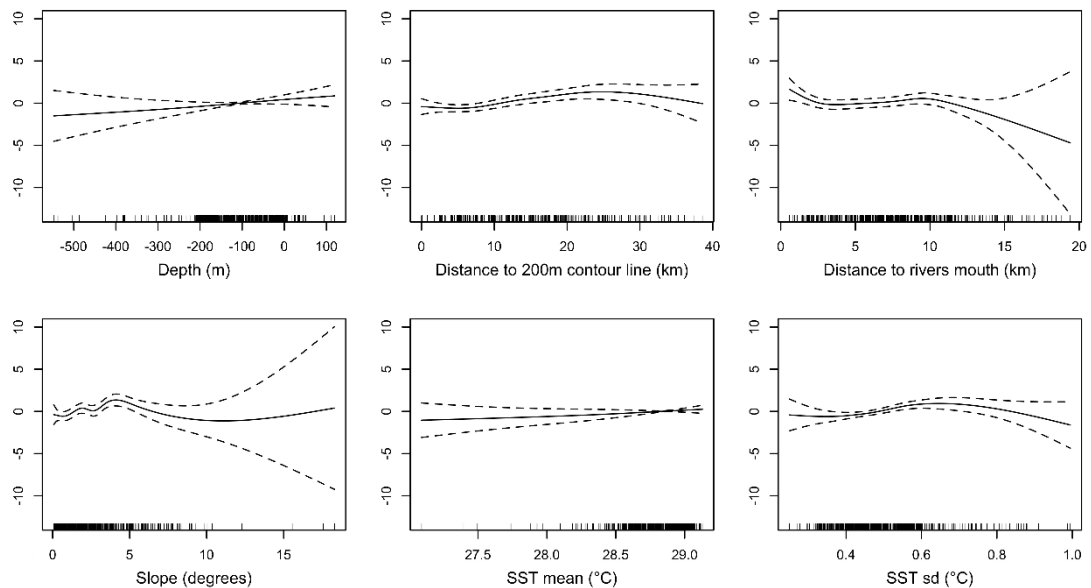 10
5
0
-5
-10
-500 -400 -300 -200 -100 0 100
Depth (m)
10
5
0
-5
-10
0 10 20 30 40
Distance to 200m contour line (km)
10
5
0
-5
-10
0 5 10 15 20
Distance to rivers mouth (km)
10
5
0
-5
-10
0 5 10 15
Slope (degrees)
10
5
0
-5
-10
27.5 28.0 28.5 29.0
SST mean (°C)
10
5
0
-5
-10
0.4 0.6 0.8 1.0
SST sd (°C)